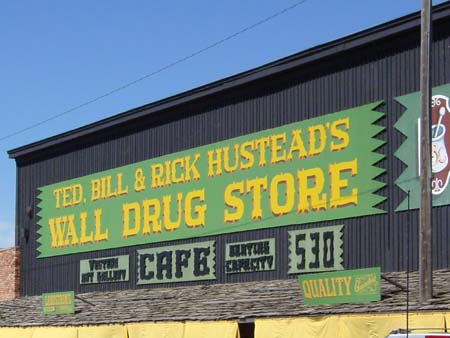 TED, BILL & RICK HUSTEAD'S
WALL DRUG STORE
WESTERN
ART GALLERY
CAFE
SEATING
CAPACITY
530
QUALITY